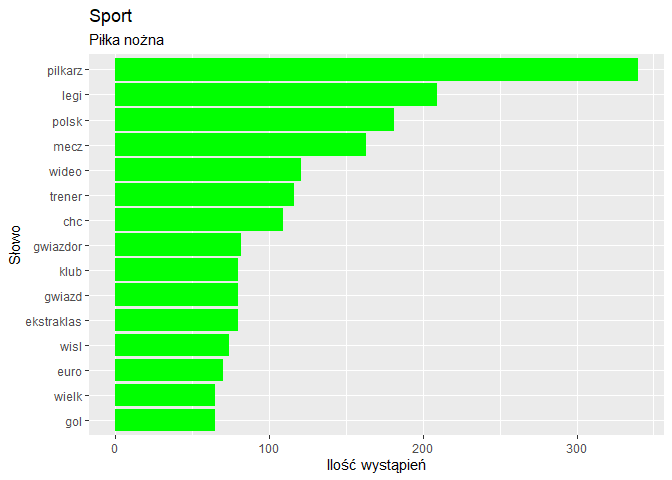 Sport
Piłka nożna
pilkarz
legi
polsk
mecz
wideo
trener
chc
gwiazdor
klub
gwiazd
ekstraklas
wisl
euro
wielk
gol
Słowo
0 100 200 300
Ilość wystąpień